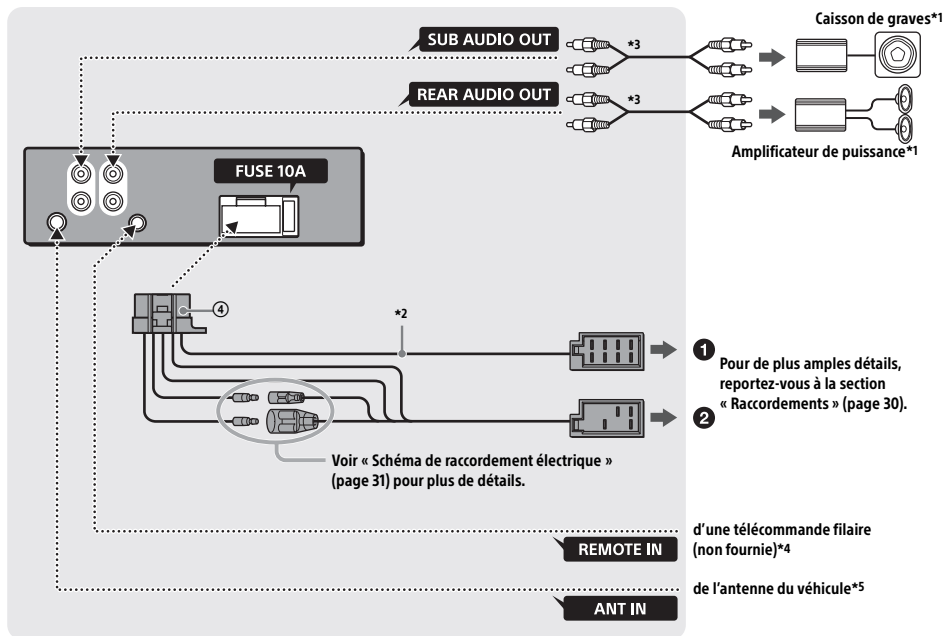 Caisson de graves*1
SUB AUDIO OUT
*3
REAR AUDIO OUT
*3
Amplificateur de puissance*1
FUSE 10A
④
*2
❶
Pour de plus amples détails,
reportez-vous à la section
« Raccordements » (page 30).
❷
Voir « Schéma de raccordement électrique »
(page 31) pour plus de détails.
d'une télécommande filaire
(non fournie)*4
REMOTE IN
de l'antenne du véhicule*5
ANT IN